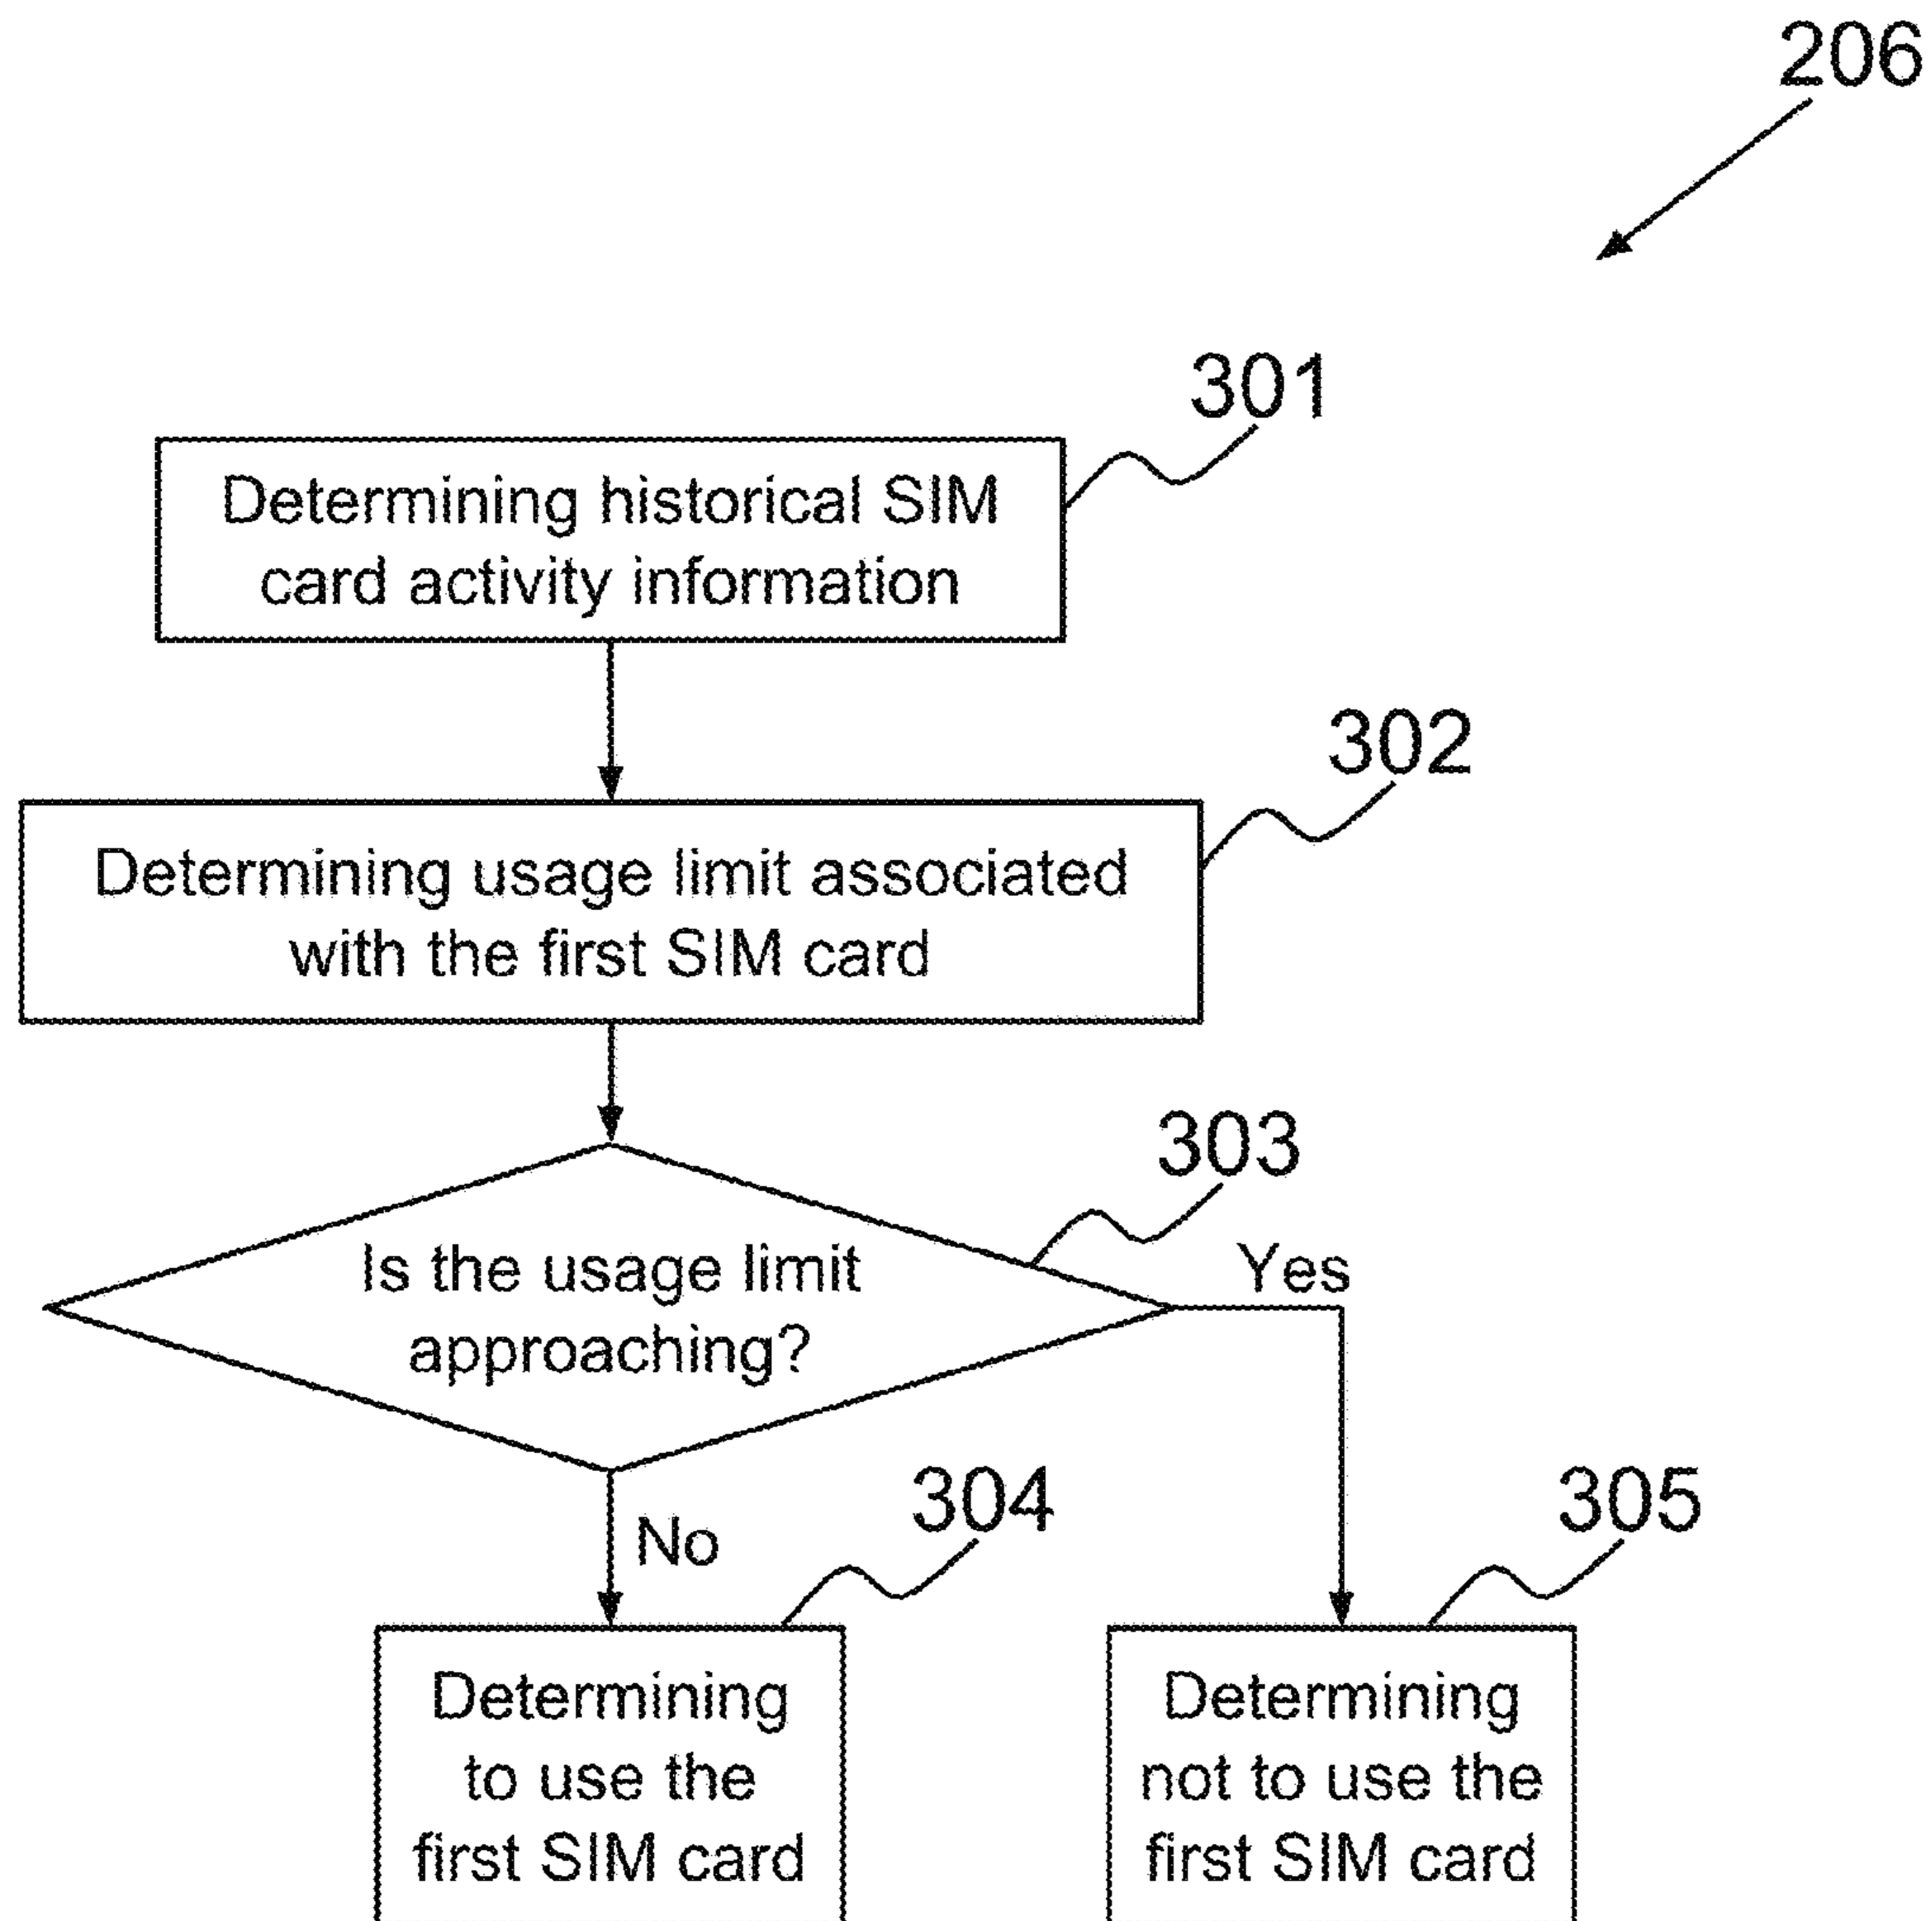 206
301
Determining historical SIM
card activity information
302
Determining usage limit associated
with the first SIM card
303
Is the usage limit
approaching?
Yes
No
304
Determining
to use the
first SIM card
305
Determining
not to use the
first SIM card